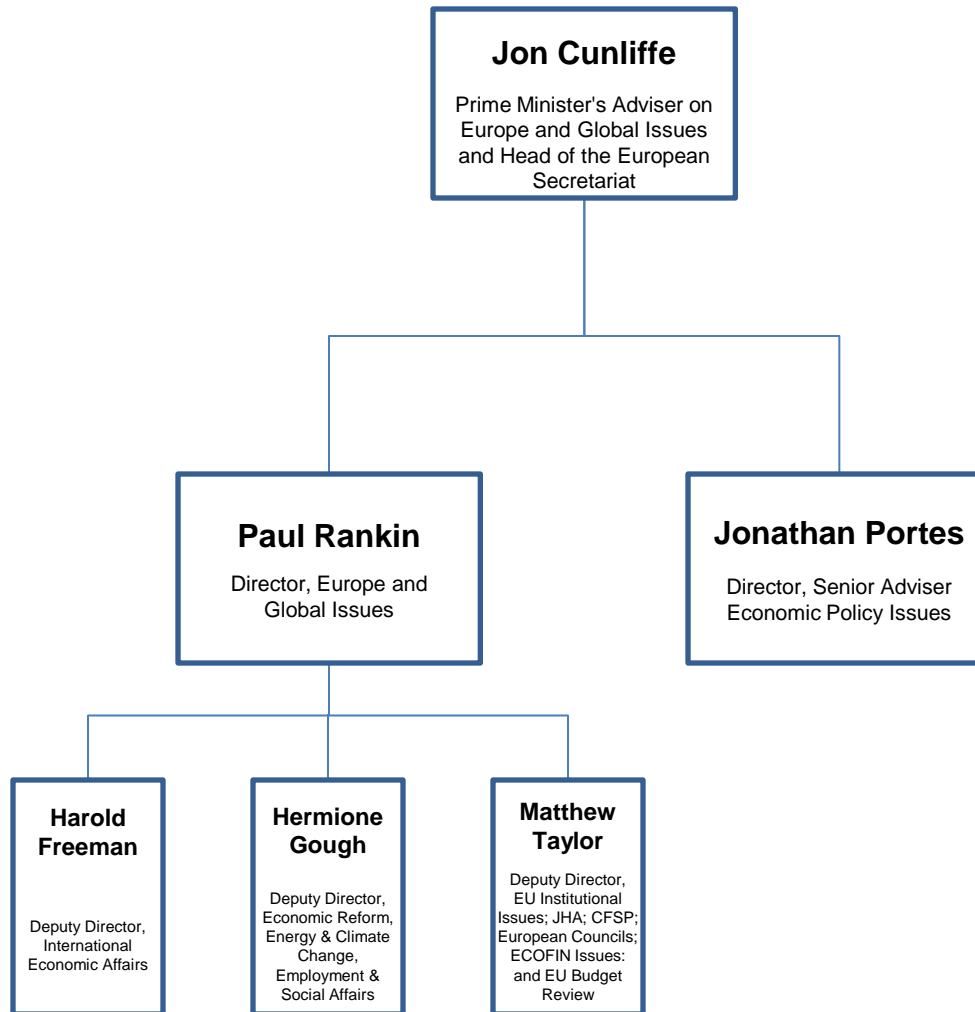 Jon Cunliffe
Prime Minister's Adviser on
Europe and Global Issues
and Head of the European
Secretariat
Paul Rankin
Director, Europe and
Global Issues
Jonathan Portes
Director, Senior Adviser
Economic Policy Issues
Harold
Freeman
Deputy Director,
International
Economic Affairs
Hermione
Gough
Deputy Director,
Economic Reform,
Energy & Climate
Change,
Employment &
Social Affairs
Matthew
Taylor
Deputy Director,
EU Institutional
Issues; JHA; CFSP;
European Councils;
ECOFIN Issues:
and EU Budget
Review